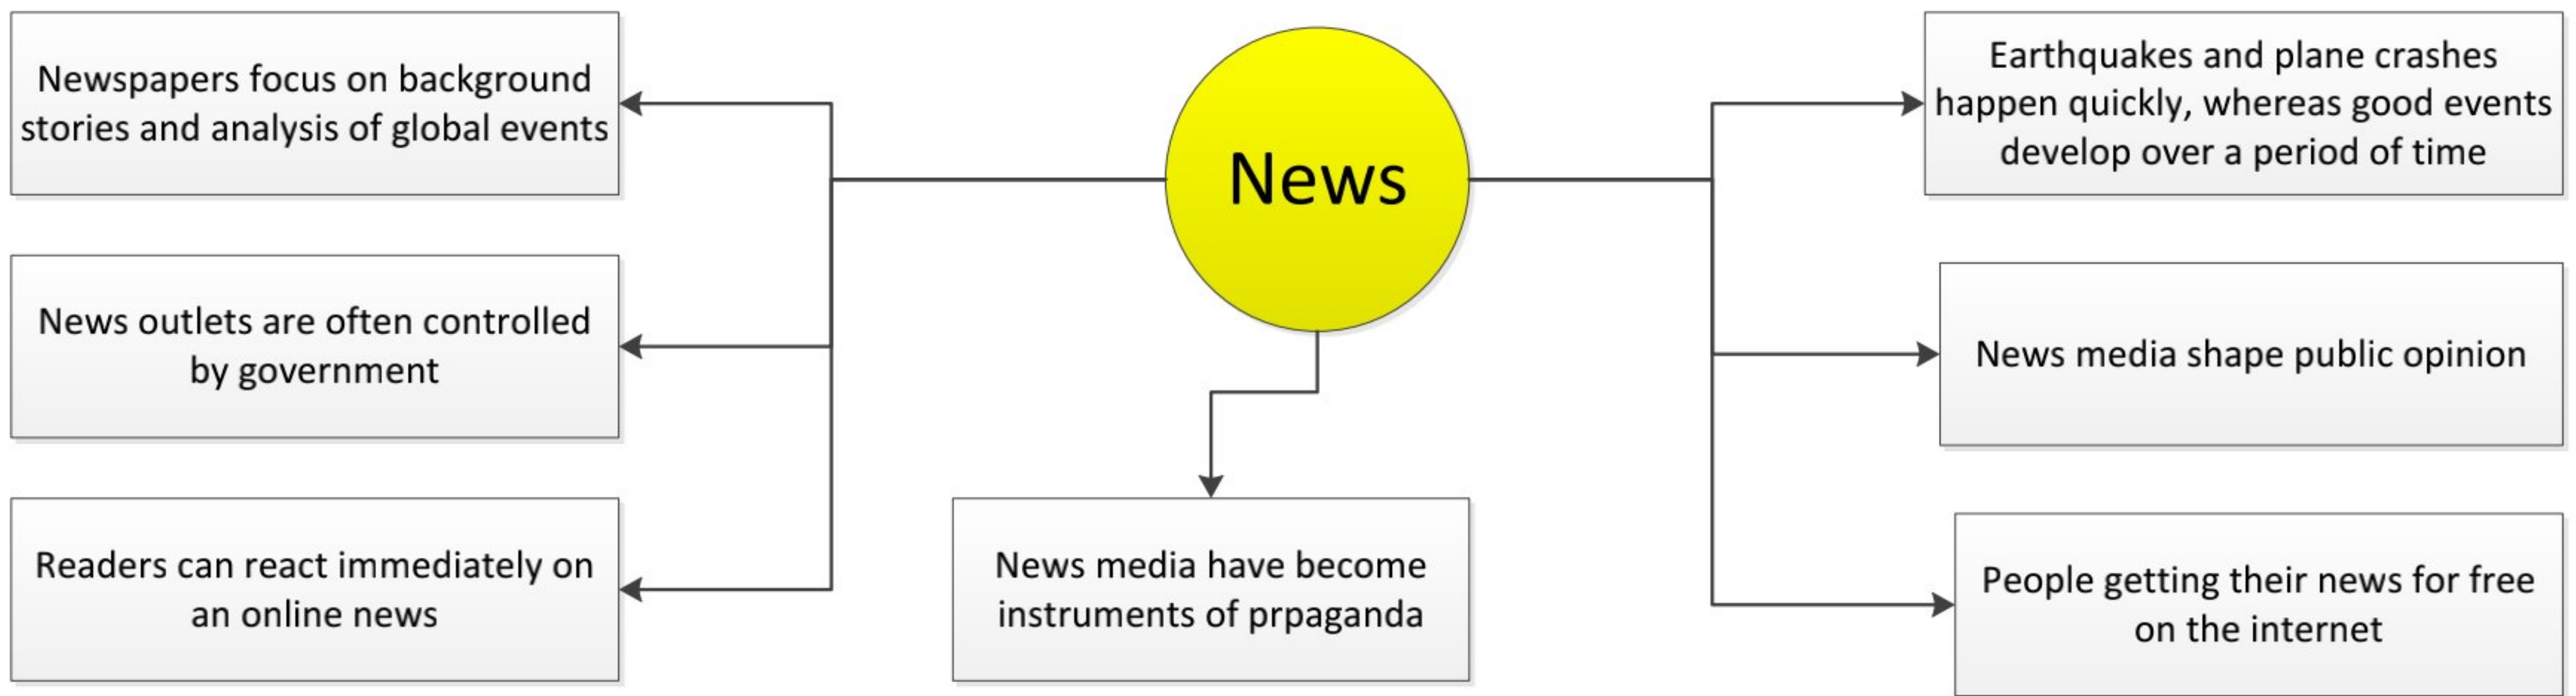 Newspapers focus on background
stories and analysis of global events
News outlets are often controlled
by government
Readers can react immediately on
an online news
News
News media have become
instruments of prpaganda
Earthquakes and plane crashes
happen quickly, whereas good events
develop over a period of time
News media shape public opinion
People getting their news for free
on the internet